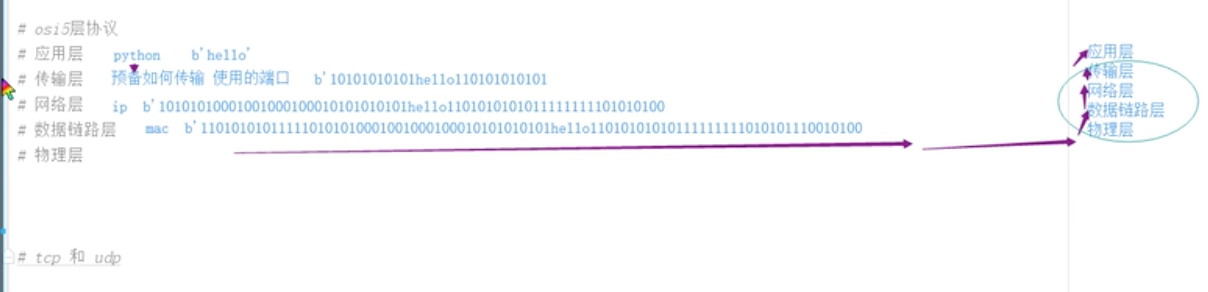 # osi5层协议
# 应用层 python b'hello'
# 传输层 预备如何传输 使用的端口 b'10101010101hello110101010101
# 网络层 ip b'1010101000100100010001010101010hello1101010101011111111101010100
# 数据链路层 mac b'11010101011111010101000100100010001010101010hello110101010101111111110101011110010100
# 物理层
应用层
传输层
网络层
数据链路层
物理层
# tcp 和 udp